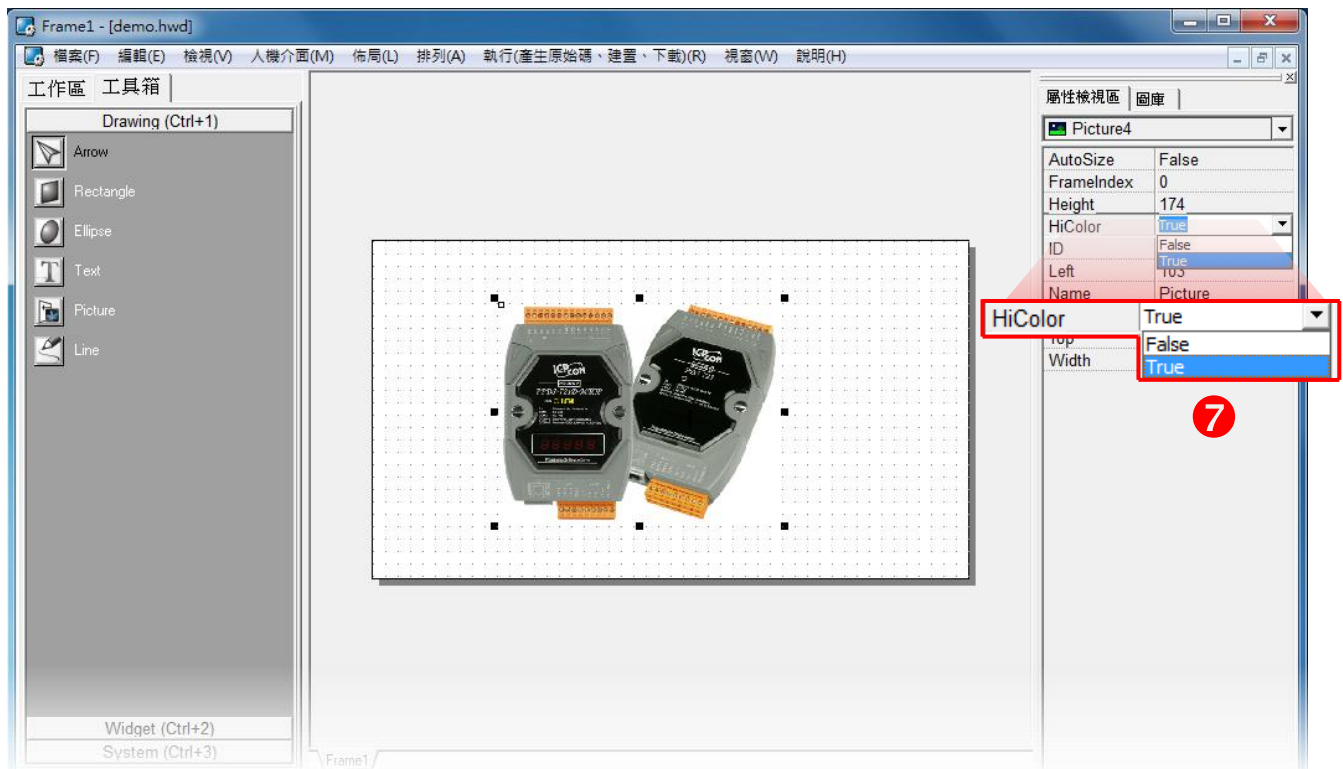 Frame1 - [demo.hwd]
檔案(F) 編輯(E) 檢視(V) 人機介面(M) 佈局(L) 排列(A) 執行(產生原始碼、建置、下載)(R) 視窗(W) 說明(H)
工作區 工具箱
Drawing (Ctrl+1)
Arrow
Rectangle
Ellipse
Text
Picture
Line
Widget (Ctrl+2)
System (Ctrl+3)
ICP CON
ICP CON
Frame1
屬性檢視區 圖庫
Picture4
AutoSize False
FrameIndex 0
Height 174
HiColor True
ID False
True
Left 103
Name Picture
HiColor True
Top False
Width True
7